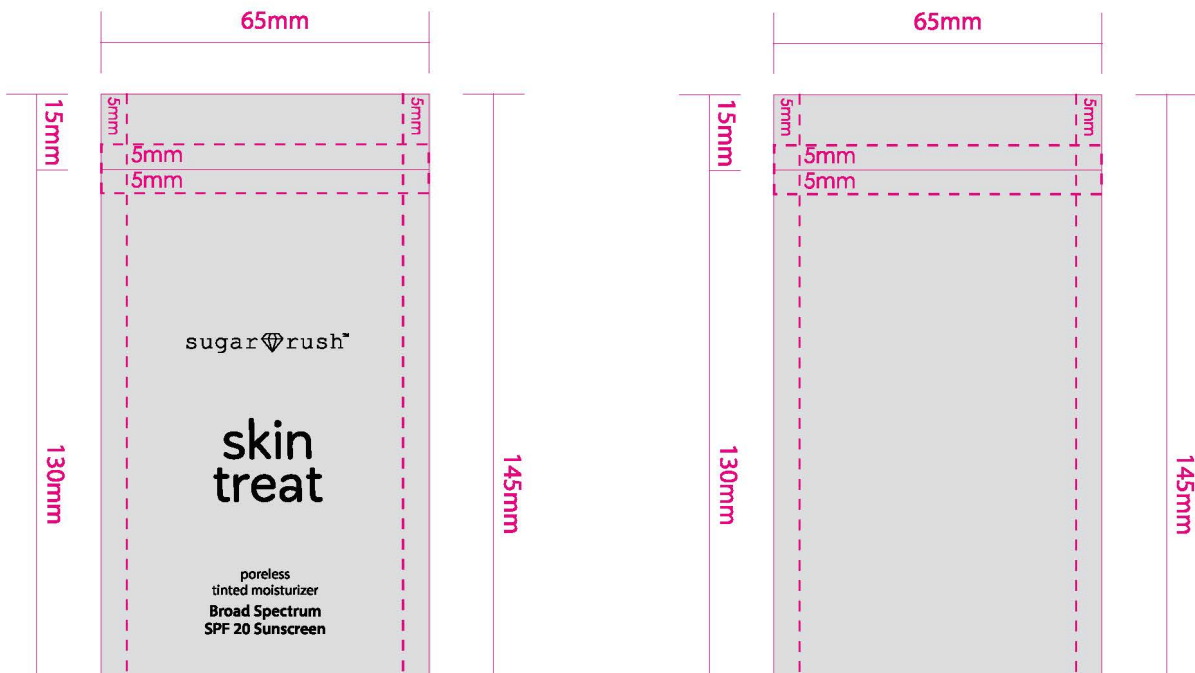 65mm
15mm
5mm
5mm
5mm
5mm
130mm
145mm
sugar rush™
skin
treat
poreless
tinted moisturizer
Broad Spectrum
SPF 20 Sunscreen
65mm
15mm
5mm
5mm
5mm
5mm
130mm
145mm